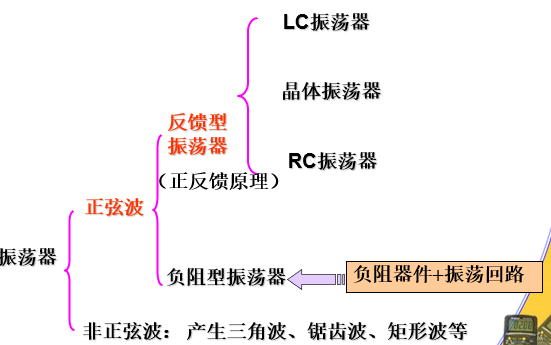 LC振荡器
晶体振荡器
反馈型
振荡器
RC振荡器
（正反馈原理）
正弦波
振荡器
负阻型振荡器
负阻器件+振荡回路
非正弦波： 产生三角波、锯齿波、矩形波等